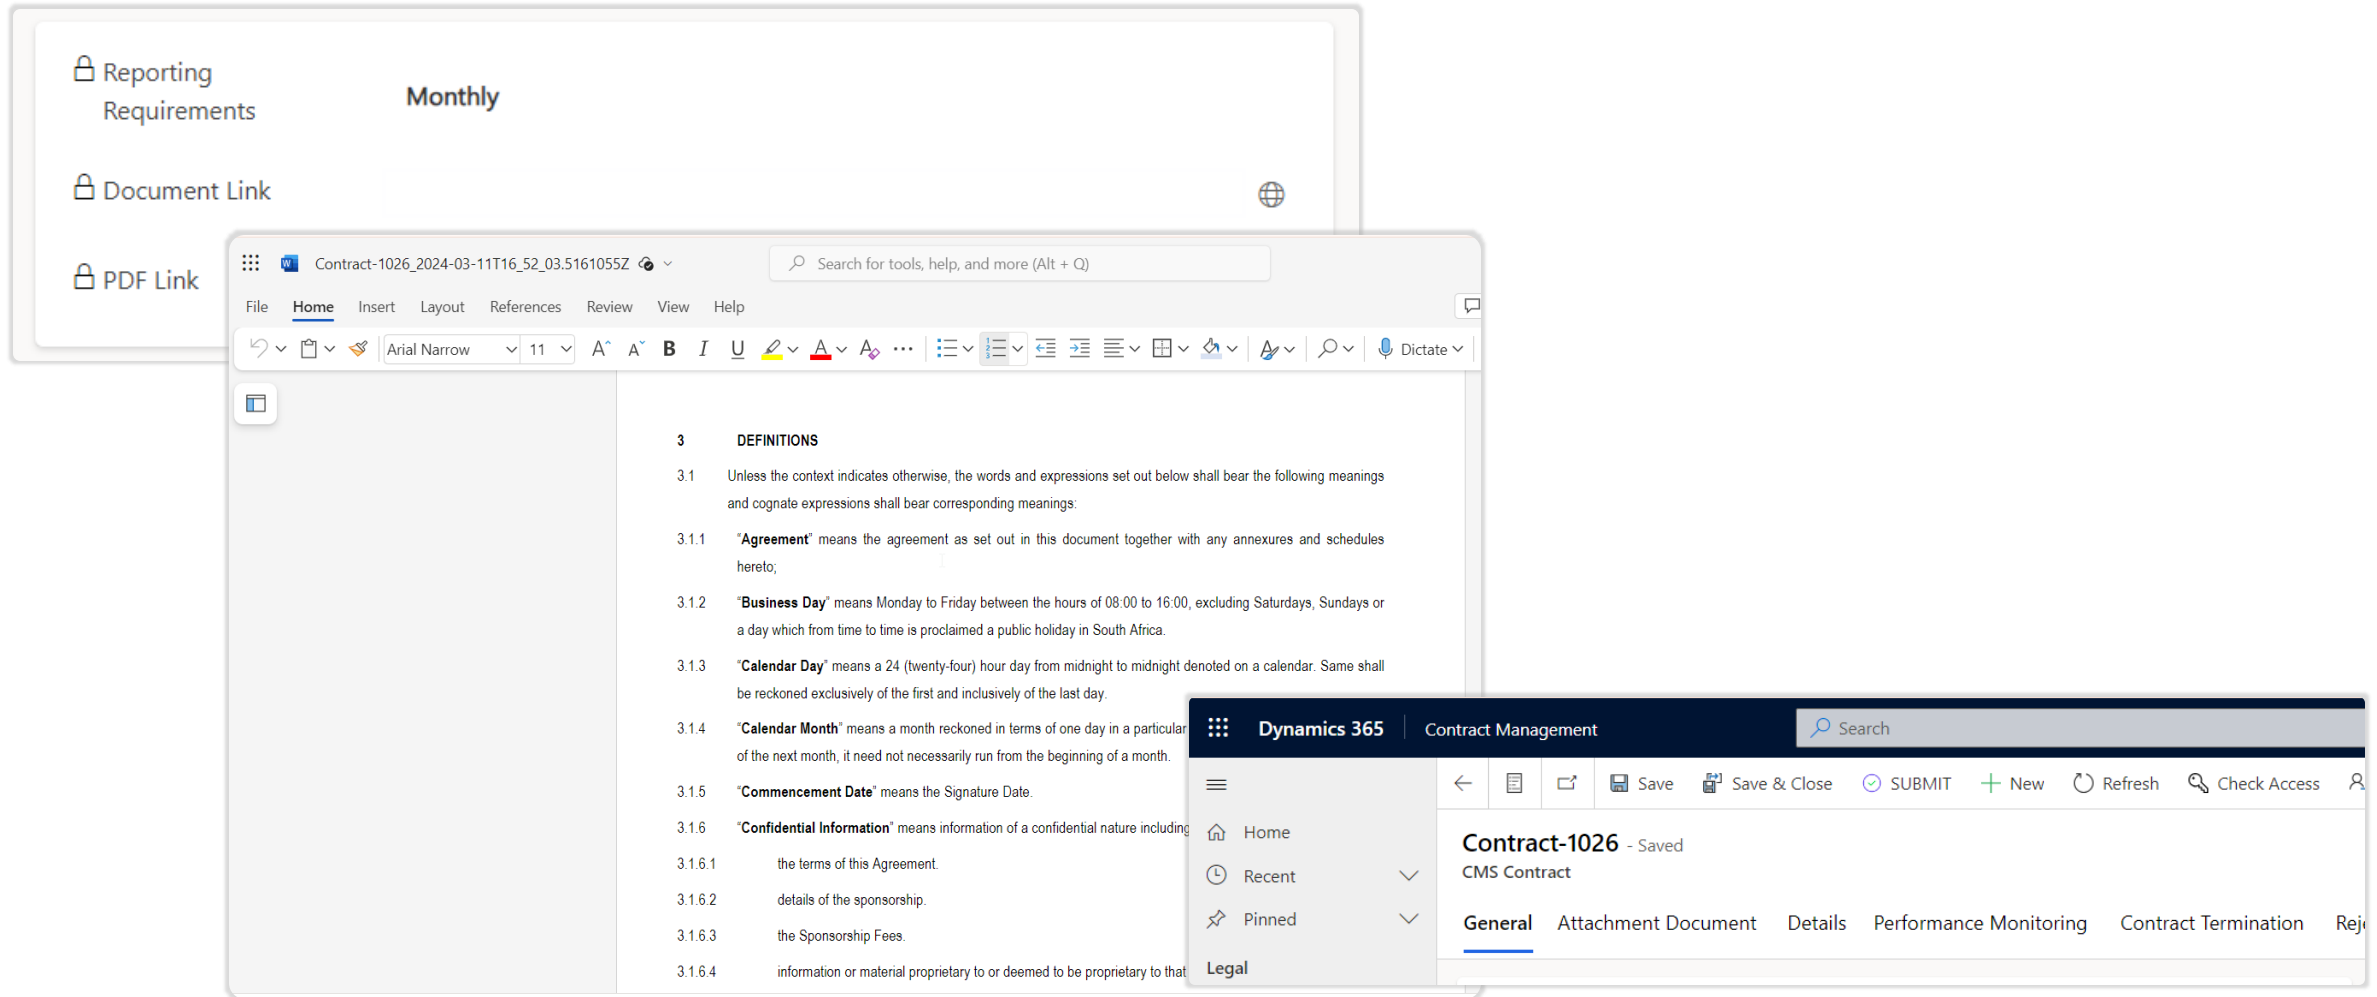 Reporting
Requirements
Monthly
Document Link
PDF Link
Contract-1026_2024-03-11T16_52_03.5161055Z
Search for tools, help, and more (Alt + Q)
File Home Insert Layout References Review View Help
Arial Narrow 11 Dictate
3 DEFINITIONS
3.1 Unless the context indicates otherwise, the words and expressions set out below shall bear the following meanings
and cognate expressions shall bear corresponding meanings:
3.1.1 “Agreement” means the agreement as set out in this document together with any annexures and schedules
hereto;
3.1.2 “Business Day” means Monday to Friday between the hours of 08:00 to 16:00, excluding Saturdays, Sundays or
a day which from time to time is proclaimed a public holiday in South Africa.
3.1.3 “Calendar Day” means a 24 (twenty-four) hour day from midnight to midnight denoted on a calendar. Same shall
be reckoned exclusively of the first and inclusively of the last day.
3.1.4 “Calendar Month” means a month reckoned in terms of one day in a particular
of the next month, it need not necessarily run from the beginning of a month.
3.1.5 “Commencement Date” means the Signature Date.
3.1.6 “Confidential Information” means information of a confidential nature including
3.1.6.1 the terms of this Agreement.
3.1.6.2 details of the sponsorship.
3.1.6.3 the Sponsorship Fees.
3.1.6.4 information or material proprietary to or deemed to be proprietary to that
Dynamics 365 Contract Management Search
Save Save & Close SUBMIT New Refresh Check Access
Home
Recent
Pinned
Legal
Contract-1026 - Saved
CMS Contract
General Attachment Document Details Performance Monitoring Contract Termination